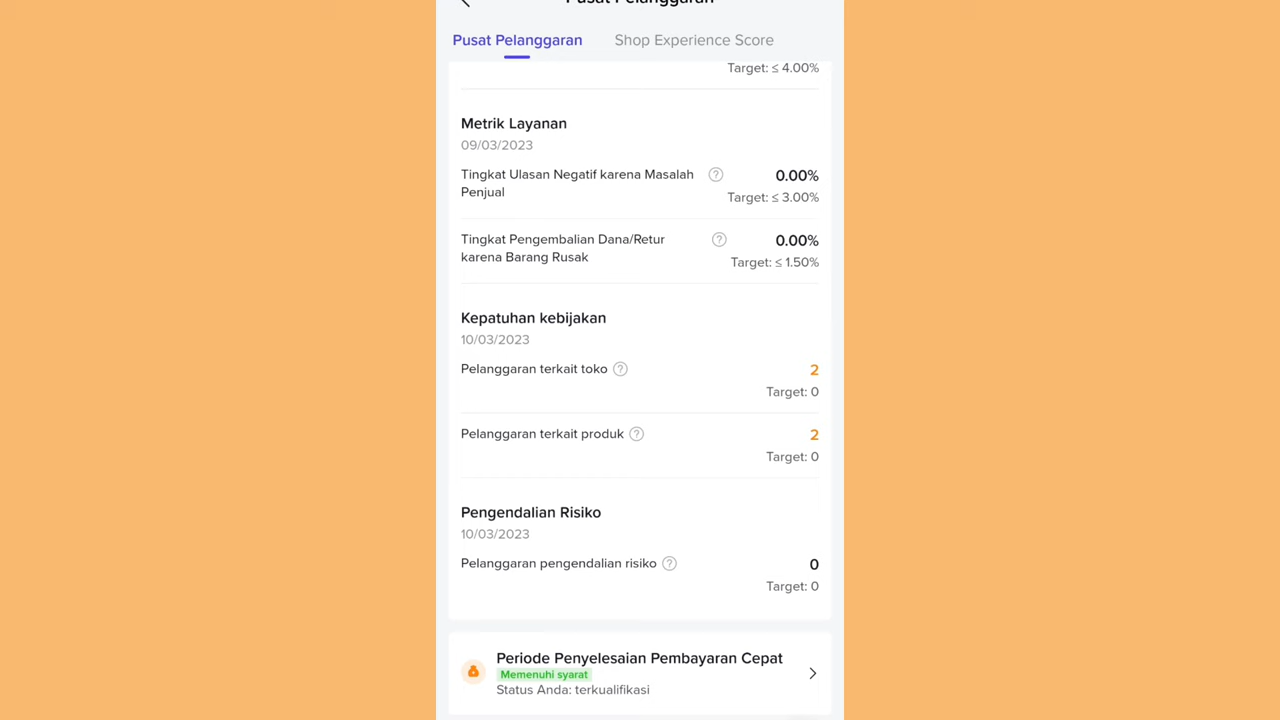 Pusat Pelanggaran
Pusat Pelanggaran
Shop Experience Score
Target: ≤ 4.00%
Metrik Layanan
09/03/2023
Tingkat Ulasan Negatif karena Masalah
Penjual
0.00%
Target: ≤ 3.00%
Tingkat Pengembalian Dana/Retur
karena Barang Rusak
0.00%
Target: ≤ 1.50%
Kepatuhan kebijakan
10/03/2023
Pelanggaran terkait toko
2
Target: 0
Pelanggaran terkait produk
2
Target: 0
Pengendalian Risiko
10/03/2023
Pelanggaran pengendalian risiko
0
Target: 0
Periode Penyelesaian Pembayaran Cepat
Memenuhi syarat
Status Anda: terkualifikasi